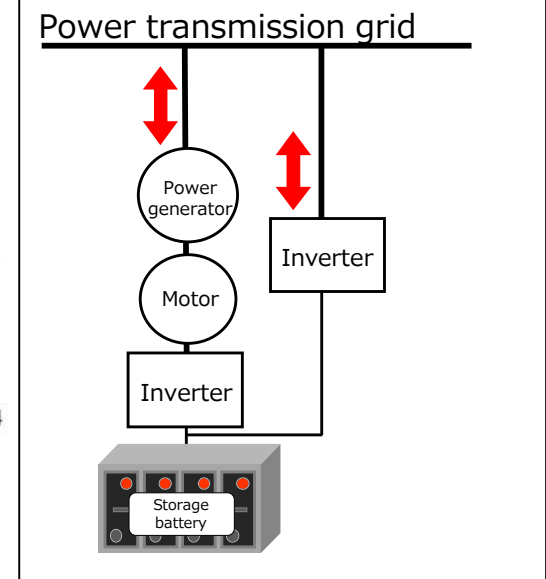 Power transmission grid
Power
generator
Inverter
Motor
Inverter
Storage
battery